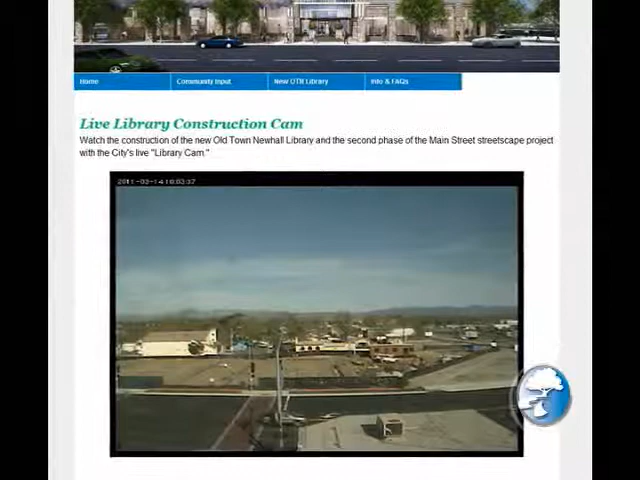 Home
Community Input
New OTN Library
Info & FAQs
Live Library Construction Cam
Watch the construction of the new Old Town Newhall Library and the second phase of the Main Street streetscape project
with the City's live "Library Cam."